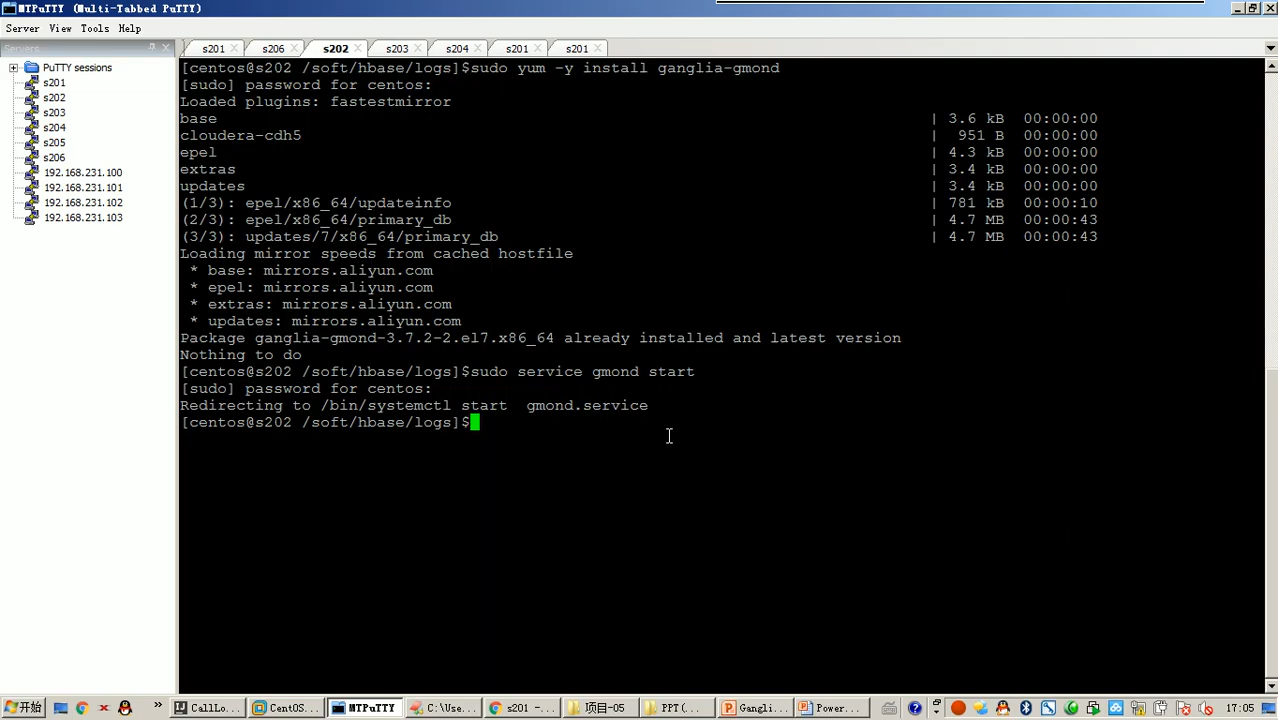 MTPuTTY (Multi-Tabbed PuTTY)
Server View Tools Help
Servers
s201 s206 s202 s203 s204 s201 s201
PuTTY sessions
s201
s202
s203
s204
s205
s206
192.168.231.100
192.168.231.101
192.168.231.102
192.168.231.103
[centos@s202 /soft/hbase/logs]$sudo yum -y install ganglia-gmond
[sudo] password for centos:
Loaded plugins: fastestmirror
base | 3.6 kB 00:00:00
cloudera-cdh5 | 951 B 00:00:00
epel | 4.3 kB 00:00:00
extras | 3.4 kB 00:00:00
updates | 3.4 kB 00:00:00
(1/3): epel/x86_64/updateinfo | 781 kB 00:00:10
(2/3): epel/x86_64/primary_db | 4.7 MB 00:00:43
(3/3): updates/7/x86_64/primary_db | 4.7 MB 00:00:43
Loading mirror speeds from cached hostfile
* base: mirrors.aliyun.com
* epel: mirrors.aliyun.com
* extras: mirrors.aliyun.com
* updates: mirrors.aliyun.com
Package ganglia-gmond-3.7.2-2.el7.x86_64 already installed and latest version
Nothing to do
[centos@s202 /soft/hbase/logs]$sudo service gmond start
[sudo] password for centos:
Redirecting to /bin/systemctl start gmond.service
[centos@s202 /soft/hbase/logs]$
开始 CallLo... CentOS... MTPuTTY C:\Use... s201 -... 项目-05 PPT (... Gangli... Power... 17:05